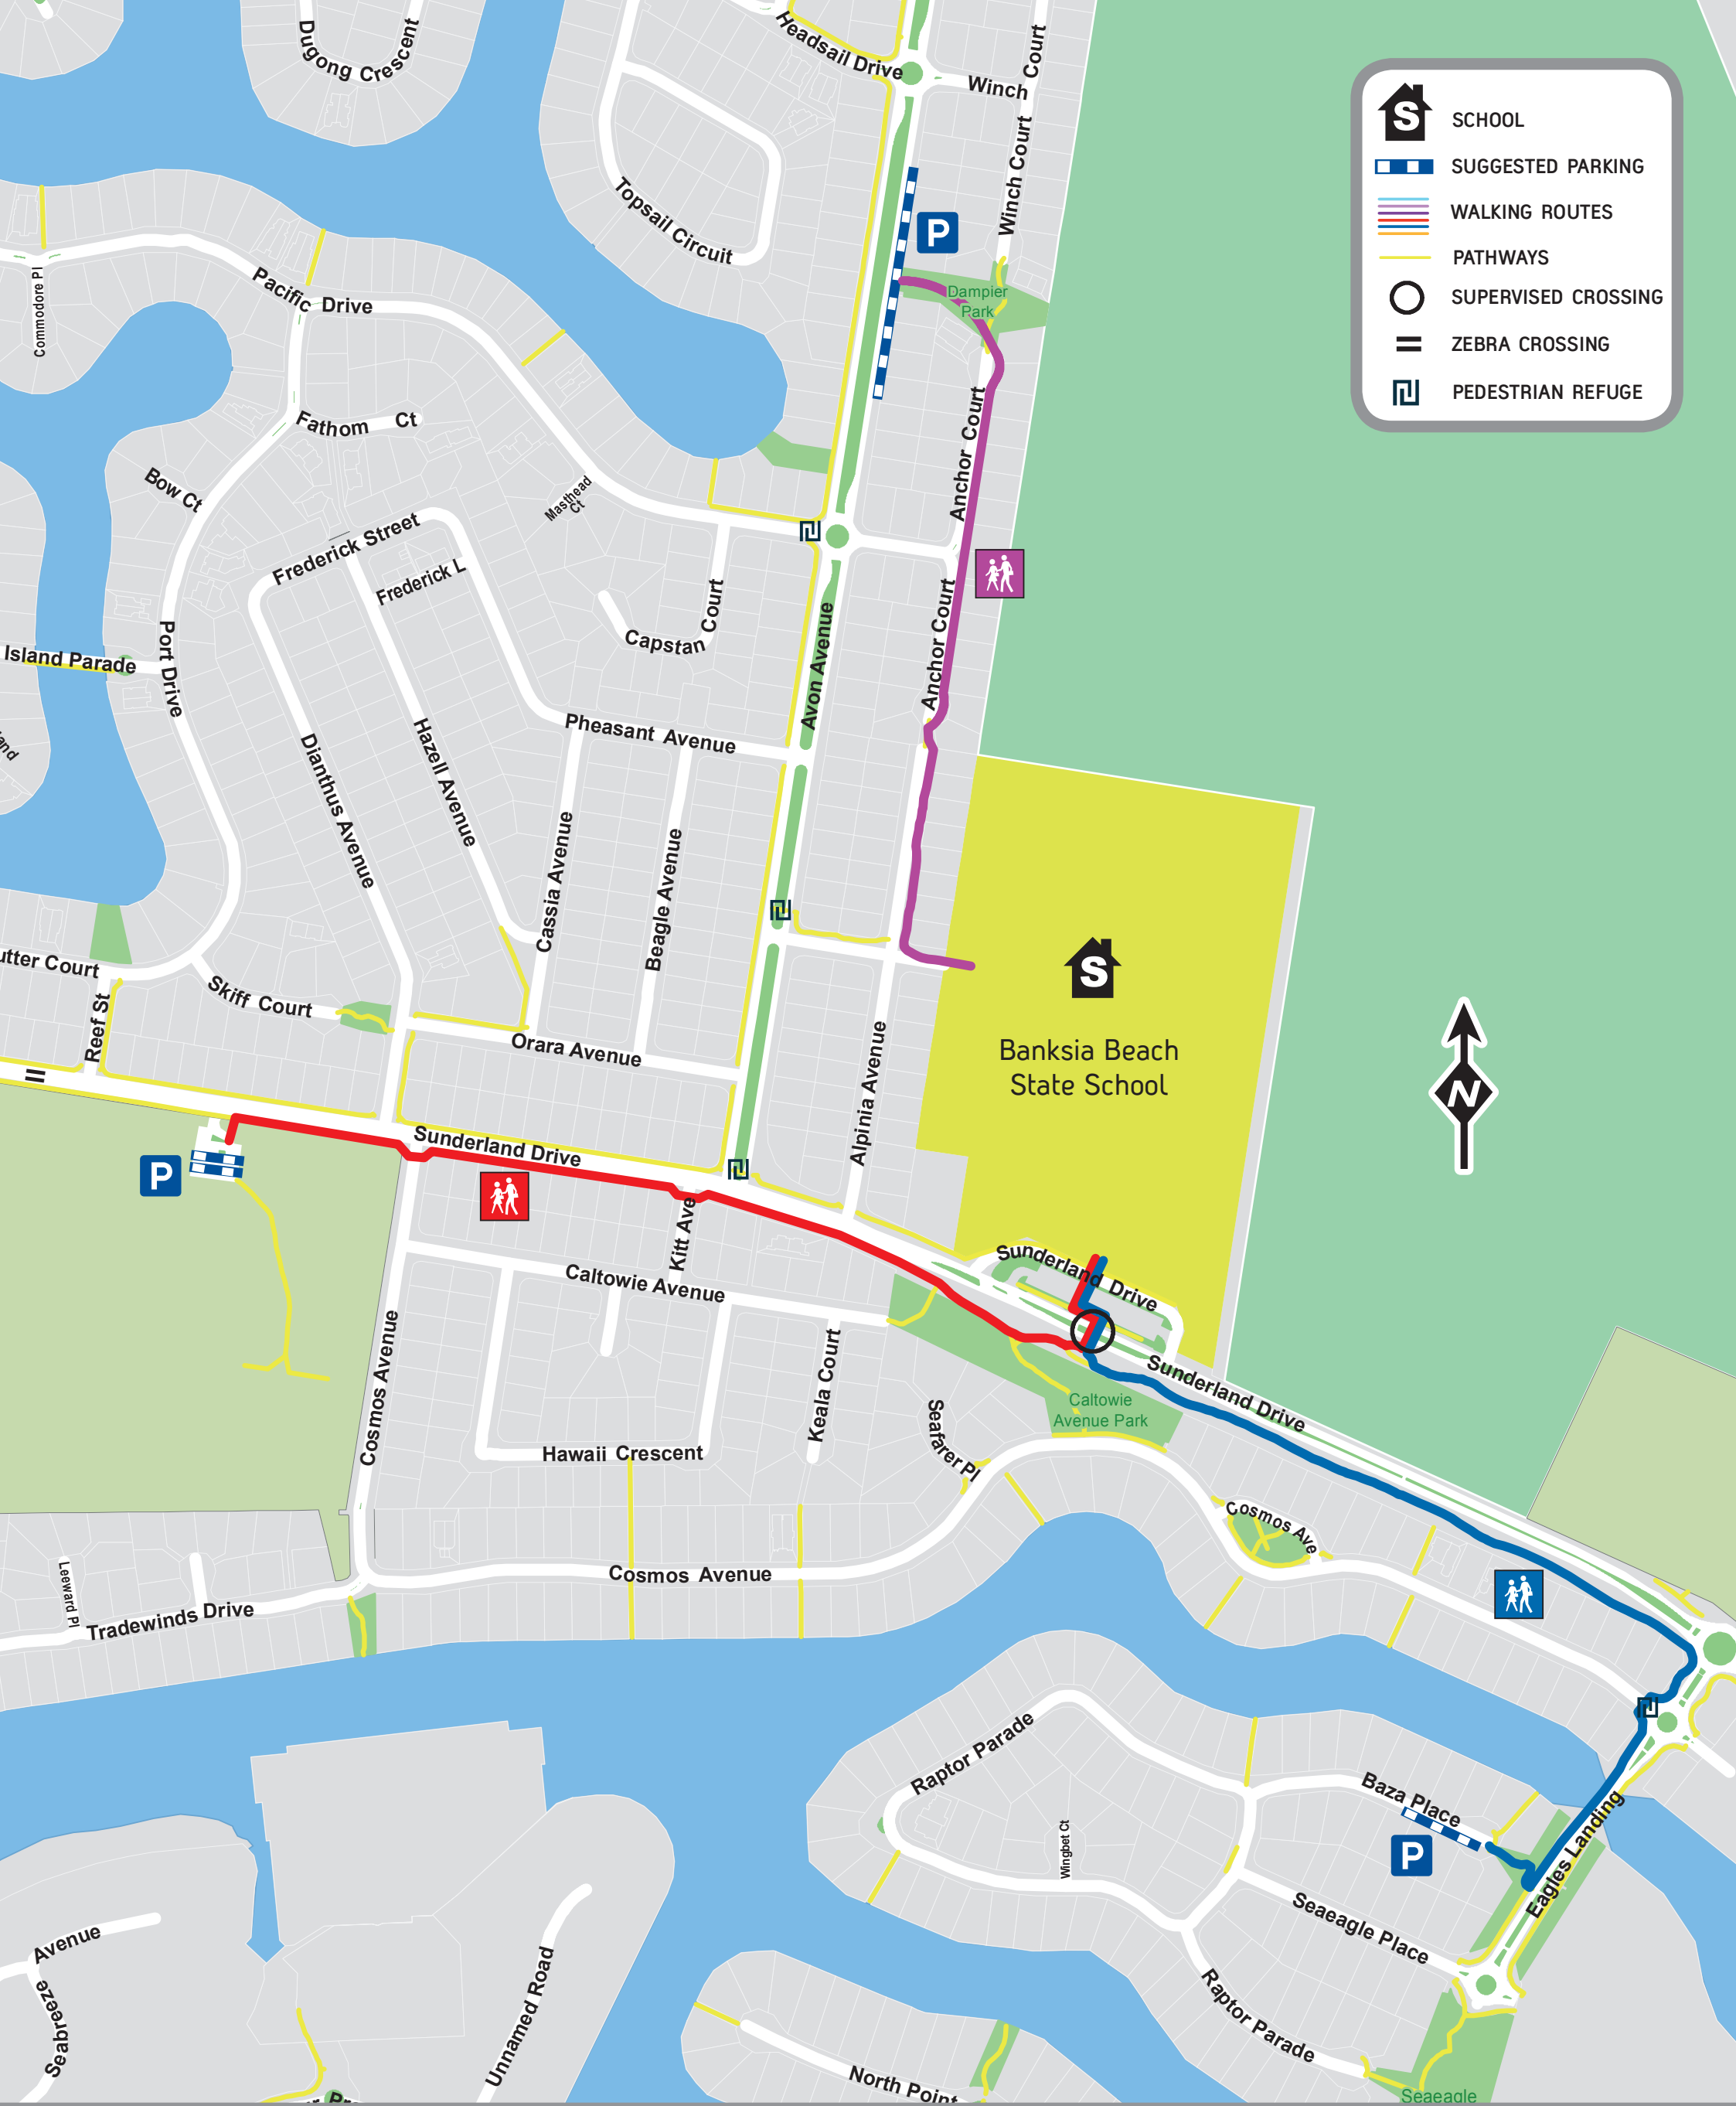 Dugong Crescent
Headsail Drive
Winch Court
Winch Court
Topsail Circuit
P
Commodore Pl
Pacific Drive
Dampier
Park
Fathom Ct
Bow Ct
Masthead
Ct
Anchor Court
Frederick Street
Frederick L
Capstan Court
Island Parade
Port Drive
Avon Avenue
Anchor Court
Pheasant Avenue
Dianthus Avenue
Hazell Avenue
Cassia Avenue
Beagle Avenue
utter Court
Skiff Court
Reef St
Orara Avenue
Alpinia Avenue
S
Banksia Beach
State School
N
Sunderland Drive
P
Kitt Ave
Caltowie Avenue
Sunderland Drive
Sunderland Drive
Cosmos Avenue
Keala Court
Caltowie
Avenue Park
Seafarer Pl
Hawaii Crescent
Cosmos Ave
Cosmos Avenue
Leeward Pl
Tradewinds Drive
Raptor Parade
Baza Place
P
Wingbet Ct
Eagles Landing
Seaeagle Place
Raptor Parade
Avenue
Seabreeze
Unnamed Road
North Point
Seaeagle
S SCHOOL
SUGGESTED PARKING
WALKING ROUTES
PATHWAYS
SUPERVISED CROSSING
ZEBRA CROSSING
PEDESTRIAN REFUGE